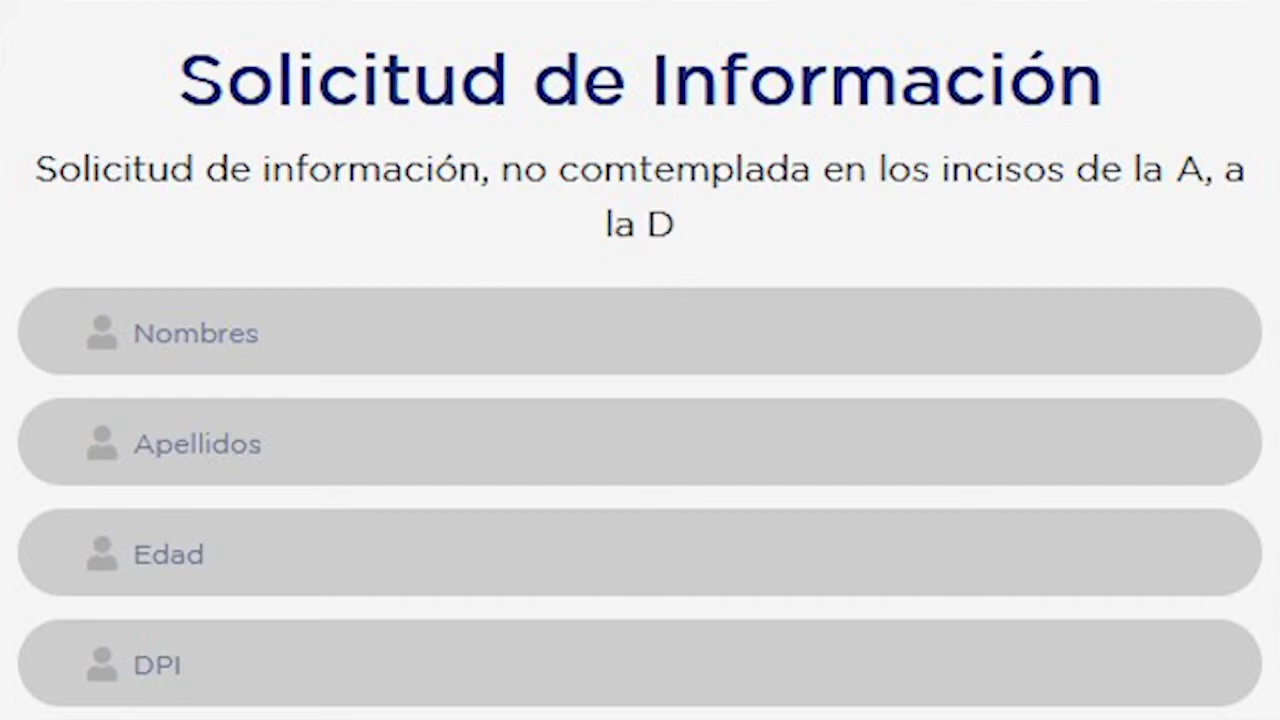 Solicitud de Información
Solicitud de información, no comtemplada en los incisos de la A, a
la D
Nombres
Apellidos
Edad
DPI